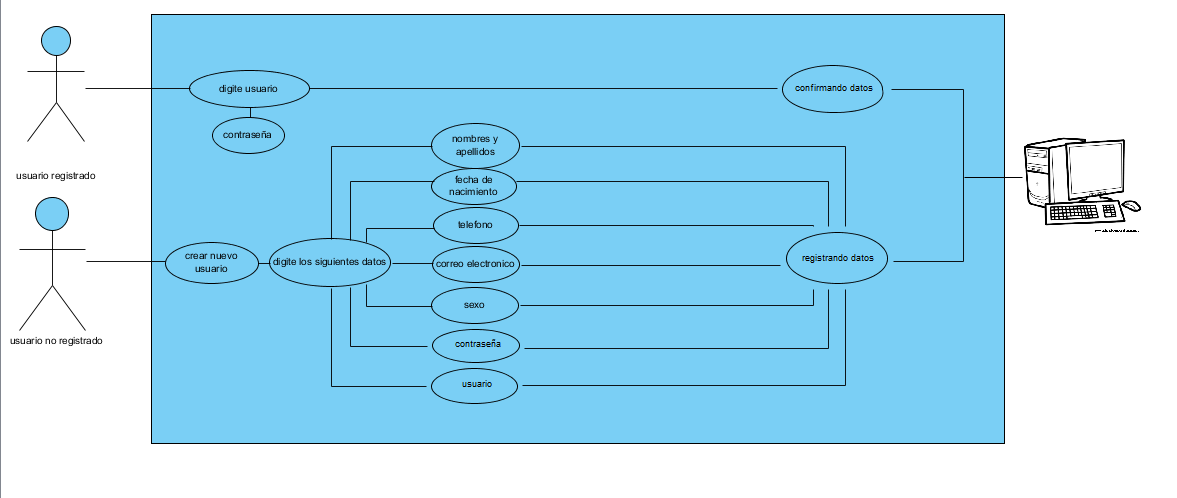 digite usuario
confirmando datos
contraseña
nombres y
apellidos
usuario registrado
fecha de
nacimiento
telefono
crear nuevo
usuario
digite los siguientes datos
correo electronico
registrando datos
sexo
usuario no registrado
contraseña
usuario